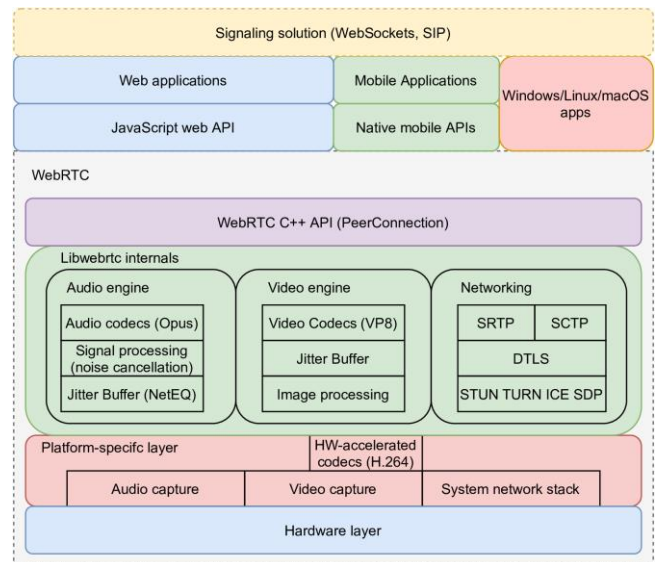 Signaling solution (WebSockets, SIP)
Web applications
Mobile Applications
Windows/Linux/macOS
apps
JavaScript web API
Native mobile APIs
WebRTC
WebRTC C++ API (PeerConnection)
Libwebrtc internals
Audio engine
Audio codecs (Opus)
Signal processing
(noise cancellation)
Jitter Buffer (NetEQ)
Video engine
Video Codecs (VP8)
Jitter Buffer
Image processing
Networking
SRTP
SCTP
DTLS
STUN TURN ICE SDP
Platform-specifc layer
HW-accelerated
codecs (H.264)
Audio capture
Video capture
System network stack
Hardware layer